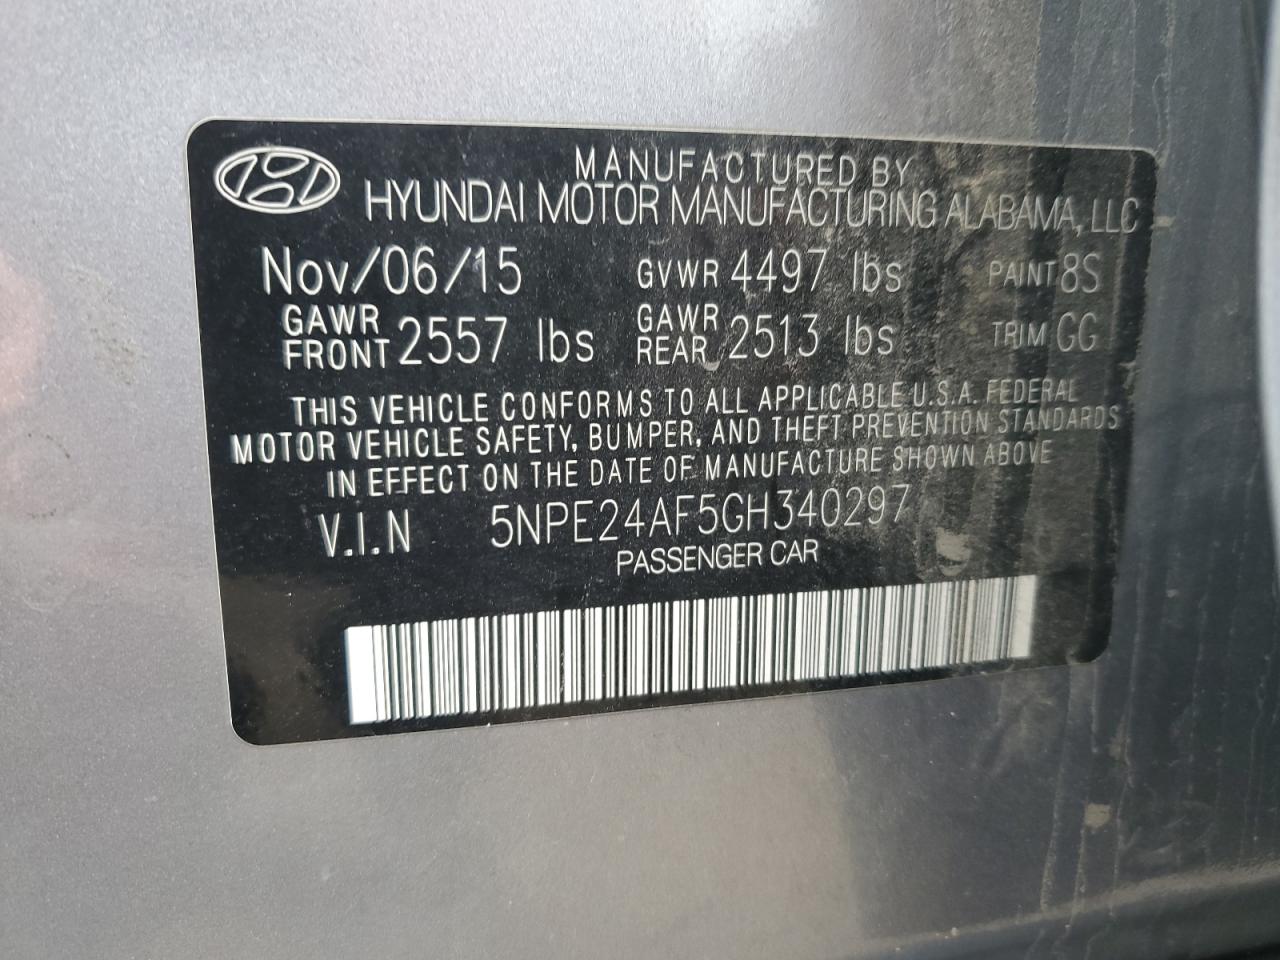 MANUFACTURED BY
HYUNDAI MOTOR MANUFACTURING ALABAMA, LLC
Nov/06/15 GVWR 4497 lbs PAINT 8S
GAWR FRONT 2557 lbs GAWR REAR 2513 lbs TRIM GG
THIS VEHICLE CONFORMS TO ALL APPLICABLE U.S.A. FEDERAL
MOTOR VEHICLE SAFETY, BUMPER, AND THEFT PREVENTION STANDARDS
IN EFFECT ON THE DATE OF MANUFACTURE SHOWN ABOVE
V.I.N 5NPE24AF5GH340297
PASSENGER CAR